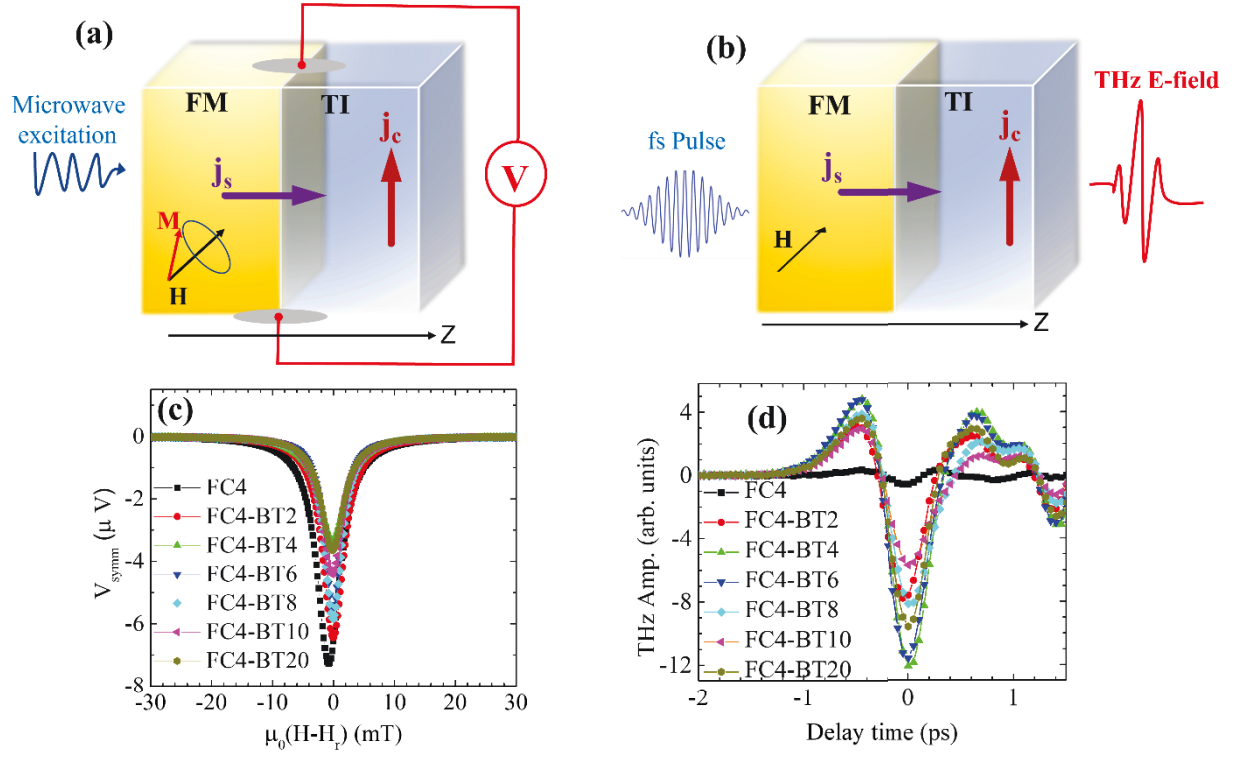 (a)
FM
TI
Microwave
excitation
j_s
j_c
V
M
H
Z
(b)
FM
TI
THz E-field
fs Pulse
j_s
j_c
H
Z
(c)
0
-2
-4
-6
-8
V_symm (μ V)
FC4
FC4-BT2
FC4-BT4
FC4-BT6
FC4-BT8
FC4-BT10
FC4-BT20
-30 -20 -10 0 10 20 30
μ_0(H-H_r) (mT)
(d)
4
0
-4
-8
-12
THz Amp. (arb. units)
FC4
FC4-BT2
FC4-BT4
FC4-BT6
FC4-BT8
FC4-BT10
FC4-BT20
-2 -1 0 1
Delay time (ps)